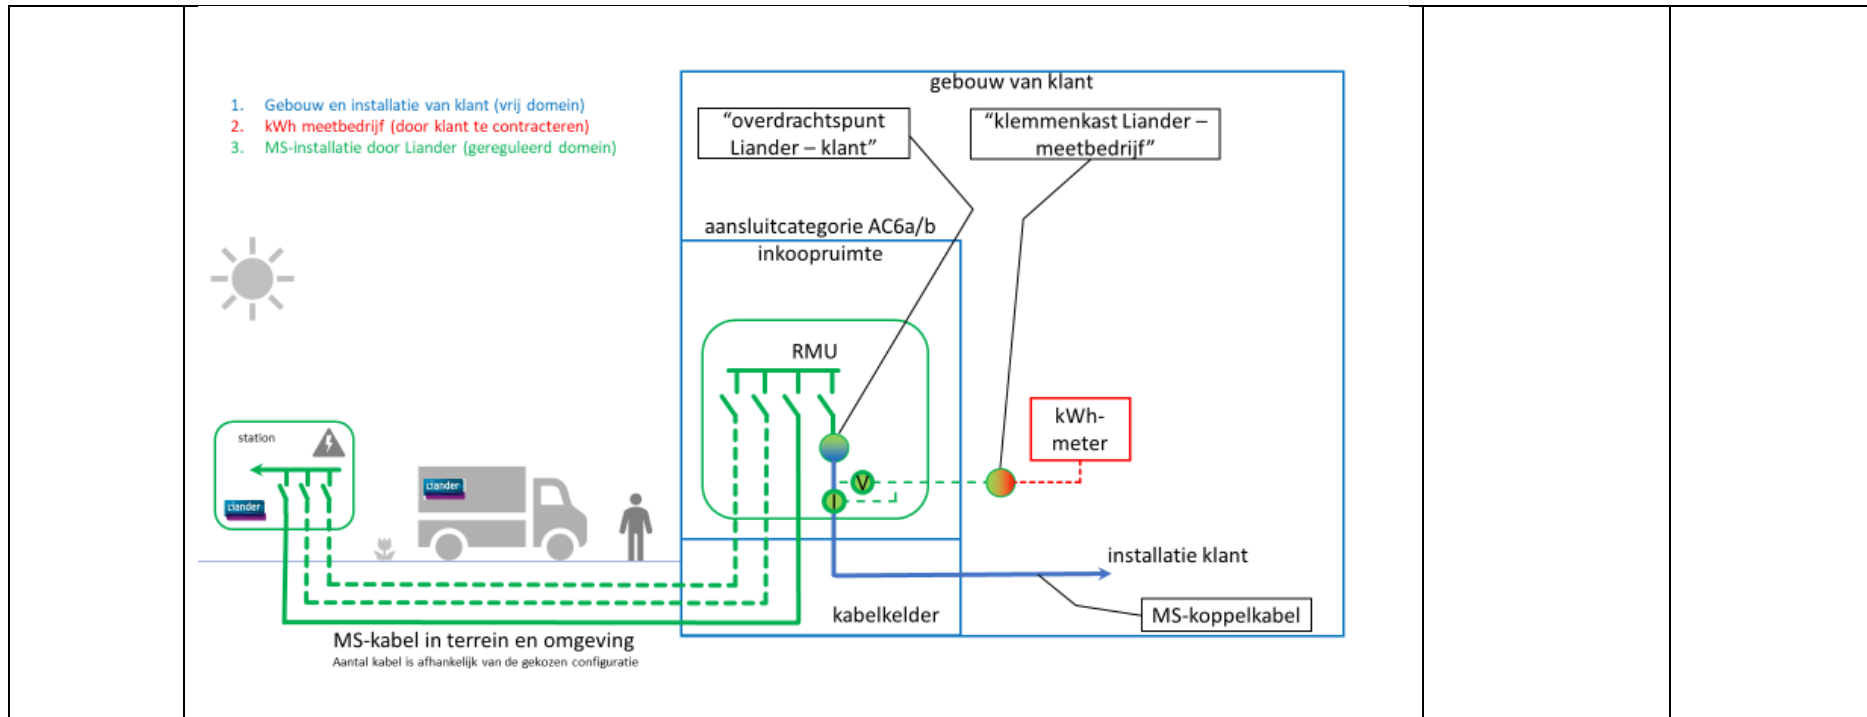 gebouw van klant
1. Gebouw en installatie van klant (vrij domein)
2. kWh meetbedrijf (door klant te contracteren)
3. MS-installatie door Liander (gereguleerd domein)
“overdrachtspunt
Liander – klant”
“klemmenkast Liander –
meetbedrijf”
aansluitcategorie AC6a/b
inkoopruimte
RMU
kWh-
meter
station
Liander
Liander
V
I
installatie klant
kabelkelder
MS-koppelkabel
MS-kabel in terrein en omgeving
Aantal kabel is afhankelijk van de gekozen configuratie